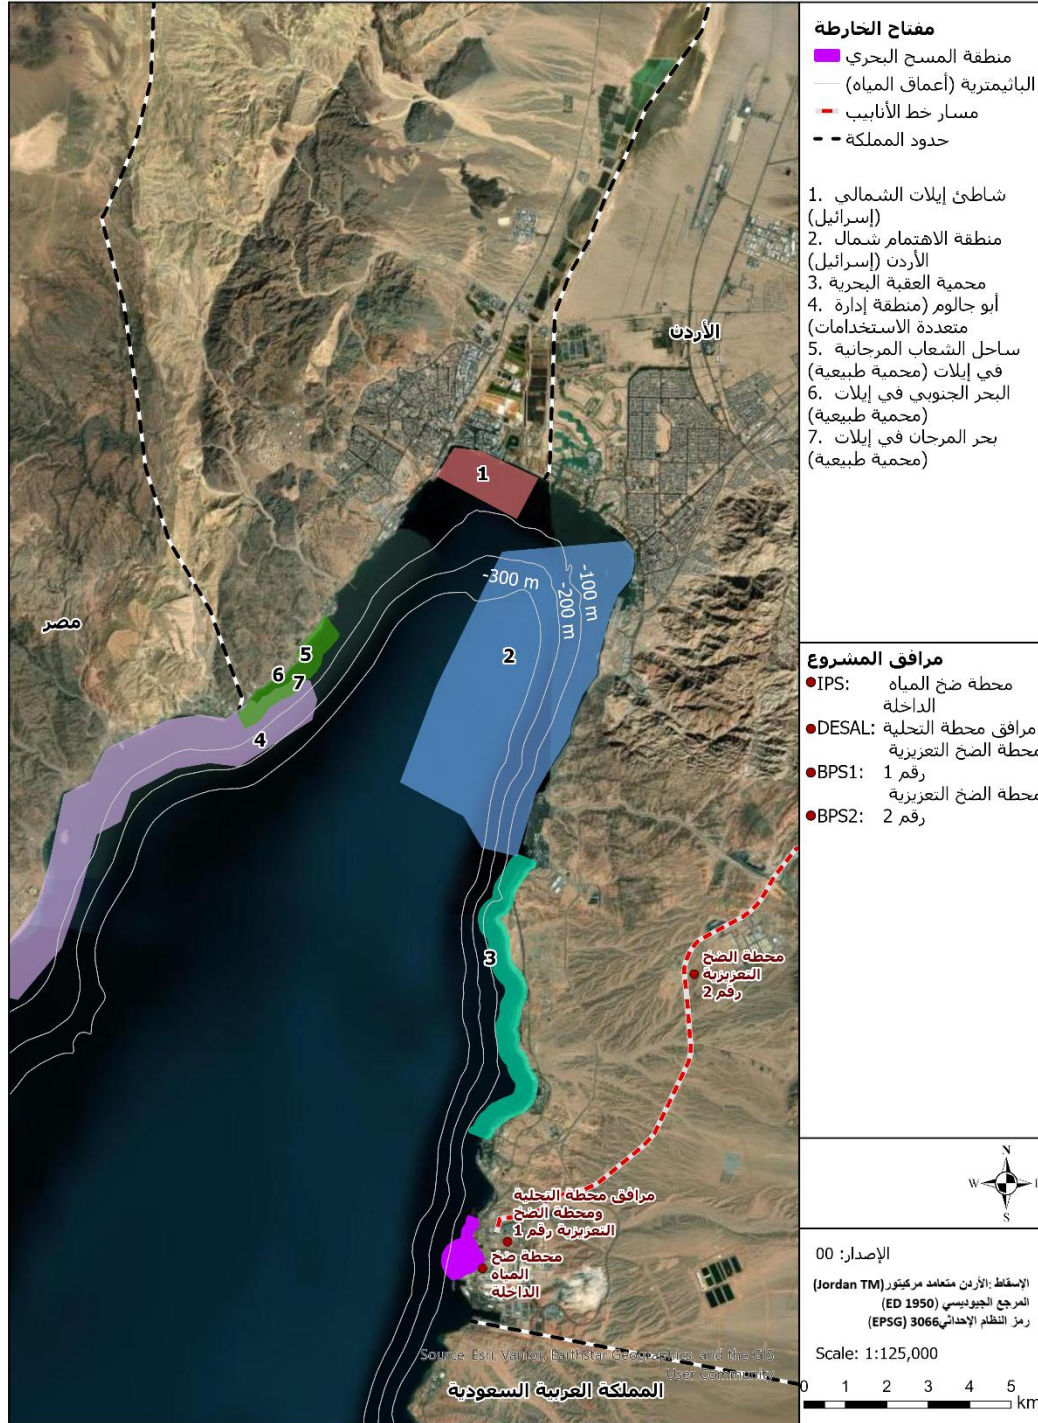 مفتاح الخارطة
منطقة المسح البحري
الباثيمترية (أعماق المياه)
مسار خط الأنابيب
حدود المملكة
1. شاطئ إيلات الشمالي
(إسرائيل)
2. منطقة الاهتمام شمال
الأردن (إسرائيل)
3. محمية العقبة البحرية
4. أبو جالوم (منطقة إدارة
متعددة الاستخدامات)
5. ساحل الشعاب المرجانية
في إيلات (محمية طبيعية)
6. البحر الجنوبي في إيلات
(محمية طبيعية)
7. بحر المرجان في إيلات
(محمية طبيعية)
الأردن
1
-300 m
-200 m
-100 m
2
مصر
5
6
7
4
3
مرافق المشروع
IPS: محطة ضخ المياه
الداخلة
DESAL: مرافق محطة التحلية
محطة الضخ التعزيزية
BPS1: رقم 1
محطة الضخ التعزيزية
BPS2: رقم 2
محطة الضخ
التعزيزية
رقم 2
مرافق محطة التحلية
ومحطة الضخ
التعزيزية رقم 1
محطة ضخ
المياه
الداخلة
N
W
S
الإصدار: 00
الإسقاط :الأردن متعامد مركيتور(Jordan TM)
المرجع الجيوديسي (ED 1950)
رمز النظام الإحداثي3066 (EPSG)
Scale: 1:125,000
0 1 2 3 4 5
km
Source: Esri, Vantor, Earthstar Geographics, and the GIS
User Community
المملكة العربية السعودية